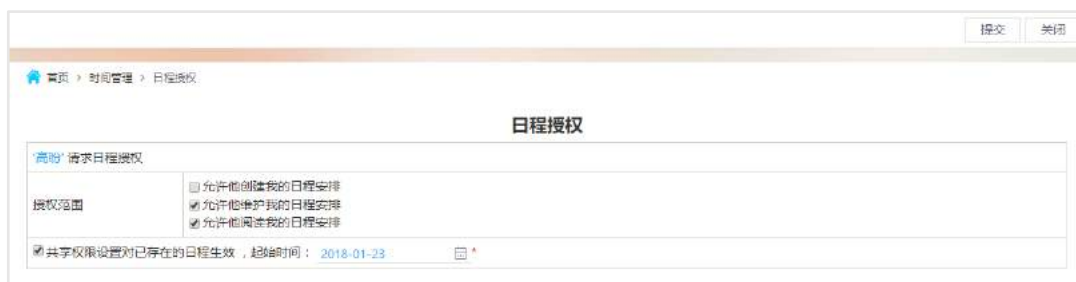 提交 关闭
首页 > 时间管理 > 日程授权
日程授权
'高盼' 请求日程授权
授权范围
允许他创建我的日程安排
允许他维护我的日程安排
允许他阅读我的日程安排
共享权限设置对已存在的日程生效 , 起始时间: 2018-01-23 *